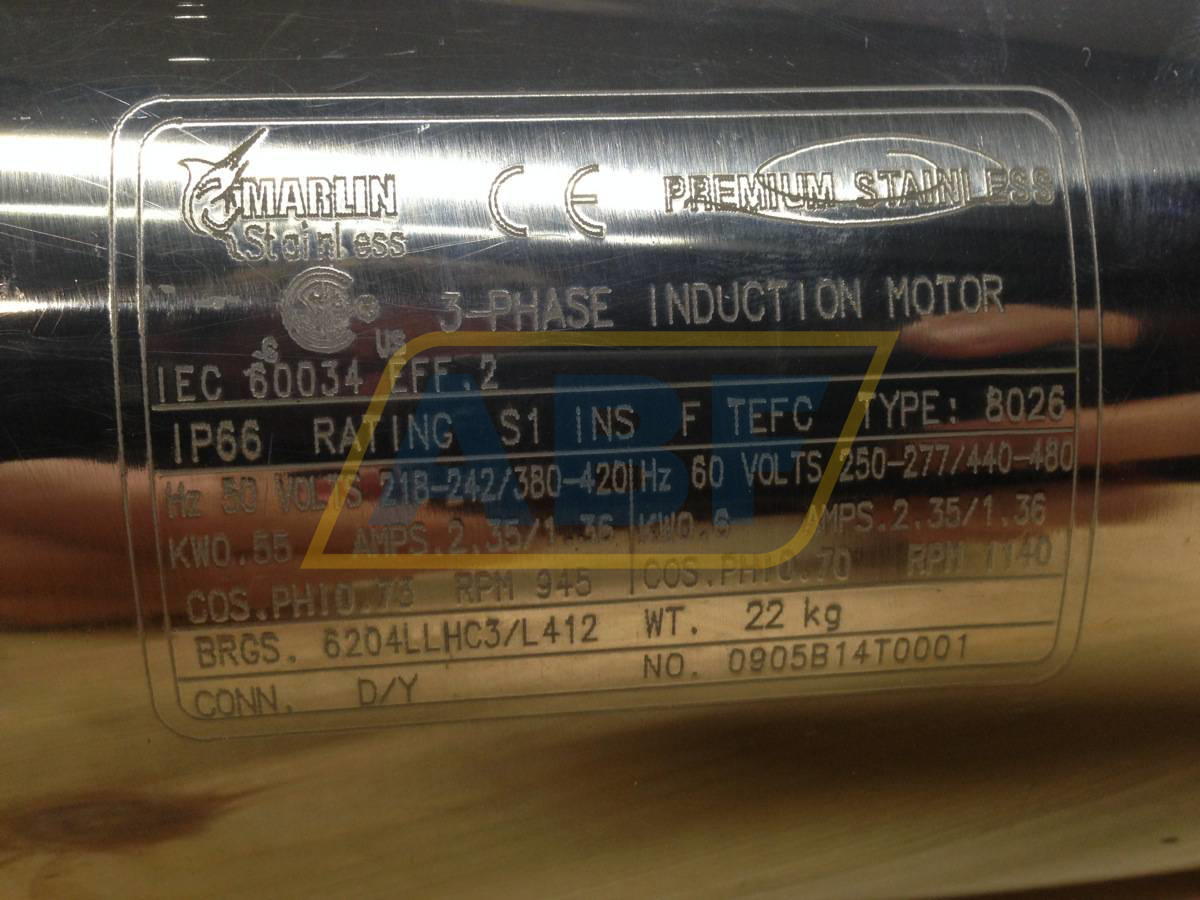 MARLIN CE PREMIUM STAINLESS
Stainless
c us 3-PHASE INDUCTION MOTOR
IEC 60034 EFF.2
IP66 RATING S1 INS F TEFC TYPE: 8026
Hz 50 VOLTS 218-242/380-420 Hz 60 VOLTS 250-277/440-480
KW0.55 AMPS.2.35/1.36 KW0.6 AMPS.2.35/1.36
COS.PHI0.73 RPM 945 COS.PHI0.70 RPM 1140
BRGS. 6204LLHC3/L412 WT. 22 kg
CONN. D/Y NO. 0905B14T0001
ABF